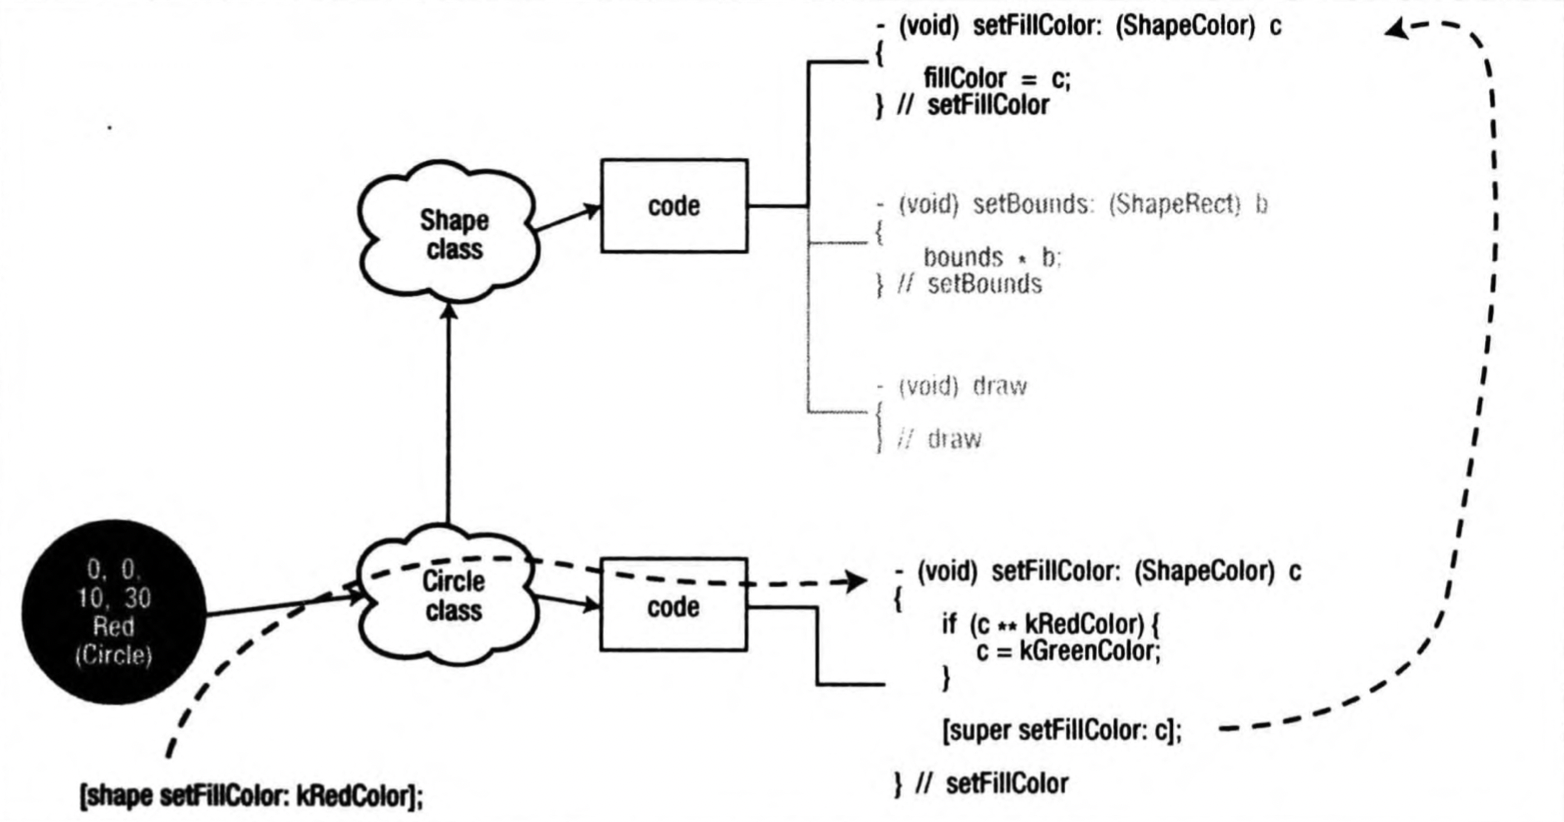 - (void) setFillColor: (ShapeColor) c
{
fillColor = c;
} // setFillColor
Shape
class
code
- (void) setBounds: (ShapeRect) b
{
bounds * b;
} // setBounds
- (void) draw
{
} // draw
0, 0,
10, 30
Red
(Circle)
Circle
class
code
- (void) setFillColor: (ShapeColor) c
{
if (c ** kRedColor) {
c = kGreenColor;
}
[super setFillColor: c];
} // setFillColor
[shape setFillColor: kRedColor];